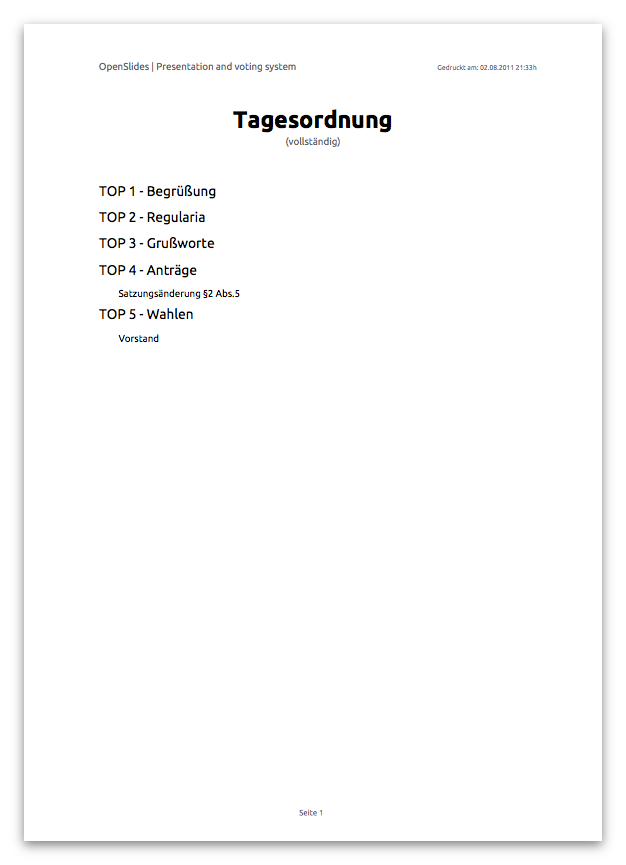 OpenSlides | Presentation and voting system
Gedruckt am: 02.08.2011 21:33h
Tagesordnung
(vollständig)
TOP 1 - Begrüßung
TOP 2 - Regularia
TOP 3 - Grußworte
TOP 4 - Anträge
Satzungsänderung §2 Abs.5
TOP 5 - Wahlen
Vorstand
Seite 1